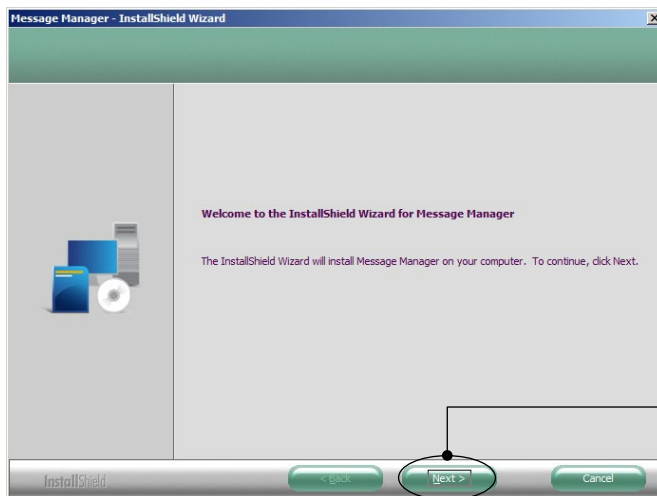 Message Manager - InstallShield Wizard
Welcome to the InstallShield Wizard for Message Manager
The InstallShield Wizard will install Message Manager on your computer. To continue, click Next.
InstallShield
< Back
Next >
Cancel